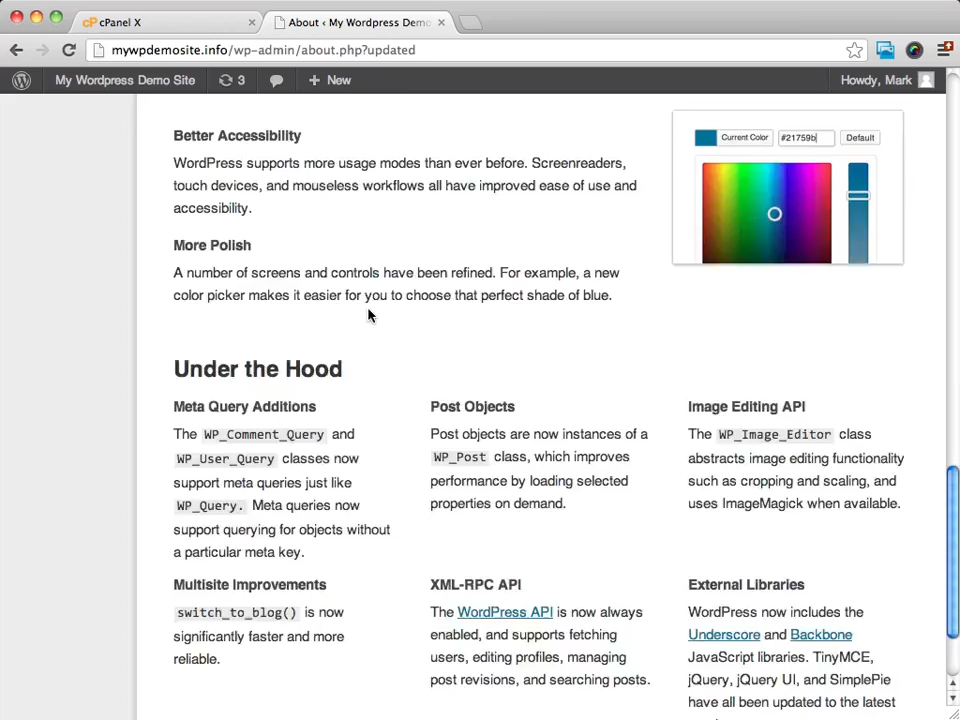 cPanel X
About ‹ My Wordpress Demo
mywpdemosite.info/wp-admin/about.php?updated
My Wordpress Demo Site 3 + New Howdy, Mark
Better Accessibility
WordPress supports more usage modes than ever before. Screenreaders,
touch devices, and mouseless workflows all have improved ease of use and
accessibility.
More Polish
A number of screens and controls have been refined. For example, a new
color picker makes it easier for you to choose that perfect shade of blue.
Current Color #21759b Default
Under the Hood
Meta Query Additions
The WP_Comment_Query and
WP_User_Query classes now
support meta queries just like
WP_Query. Meta queries now
support querying for objects without
a particular meta key.
Post Objects
Post objects are now instances of a
WP_Post class, which improves
performance by loading selected
properties on demand.
Image Editing API
The WP_Image_Editor class
abstracts image editing functionality
such as cropping and scaling, and
uses ImageMagick when available.
Multisite Improvements
switch_to_blog() is now
significantly faster and more
reliable.
XML-RPC API
The WordPress API is now always
enabled, and supports fetching
users, editing profiles, managing
post revisions, and searching posts.
External Libraries
WordPress now includes the
Underscore and Backbone
JavaScript libraries. TinyMCE,
jQuery, jQuery UI, and SimplePie
have all been updated to the latest